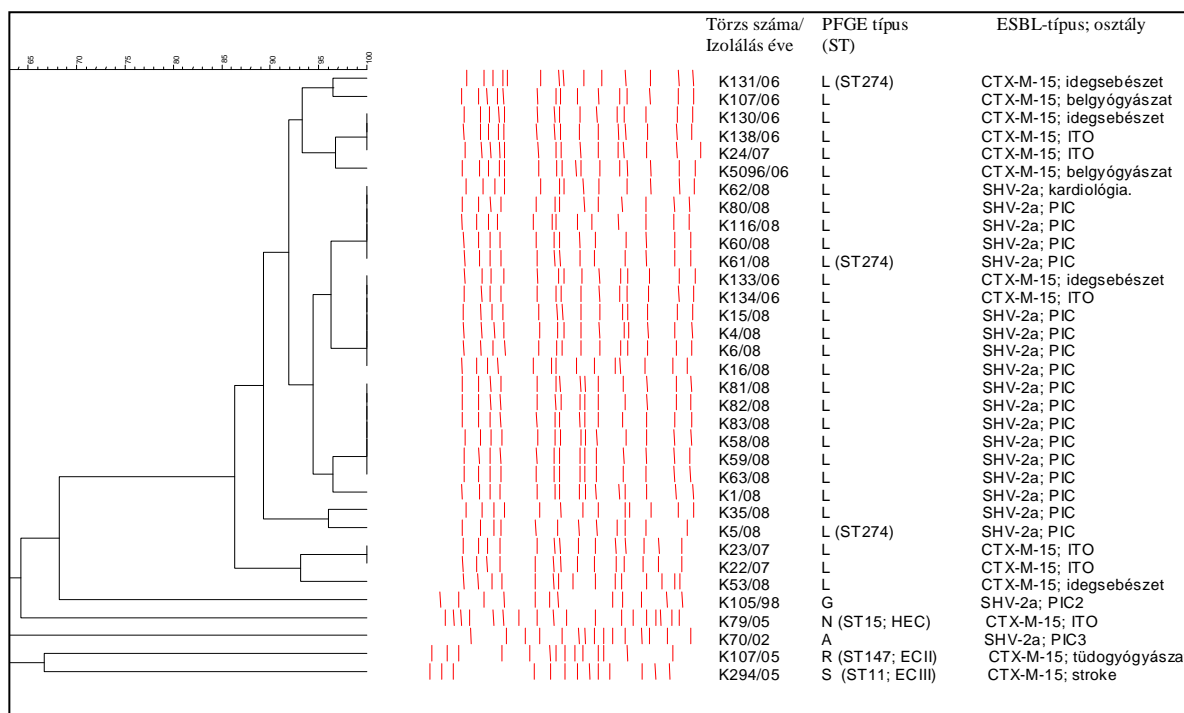 Törzs száma/ PFGE típus ESBL-típus; osztály
Izolálás éve (ST)
65 70 75 80 85 90 95 100
K131/06 L (ST274) CTX-M-15; idegsebészet
K107/06 L CTX-M-15; belgyógyászat
K130/06 L CTX-M-15; idegsebészet
K138/06 L CTX-M-15; ITO
K24/07 L CTX-M-15; ITO
K5096/06 L CTX-M-15; belgyógyászat
K62/08 L SHV-2a; kardiológia.
K80/08 L SHV-2a; PIC
K116/08 L SHV-2a; PIC
K60/08 L SHV-2a; PIC
K61/08 L (ST274) SHV-2a; PIC
K133/06 L CTX-M-15; idegsebészet
K134/06 L CTX-M-15; ITO
K15/08 L SHV-2a; PIC
K4/08 L SHV-2a; PIC
K6/08 L SHV-2a; PIC
K16/08 L SHV-2a; PIC
K81/08 L SHV-2a; PIC
K82/08 L SHV-2a; PIC
K83/08 L SHV-2a; PIC
K58/08 L SHV-2a; PIC
K59/08 L SHV-2a; PIC
K63/08 L SHV-2a; PIC
K1/08 L SHV-2a; PIC
K35/08 L SHV-2a; PIC
K5/08 L (ST274) SHV-2a; PIC
K23/07 L CTX-M-15; ITO
K22/07 L CTX-M-15; ITO
K53/08 L CTX-M-15; idegsebészet
K105/98 G SHV-2a; PIC2
K79/05 N (ST15; HEC) CTX-M-15; ITO
K70/02 A SHV-2a; PIC3
K107/05 R (ST147; ECII) CTX-M-15; tüdogyógyásza
K294/05 S (ST11; ECIII) CTX-M-15; stroke